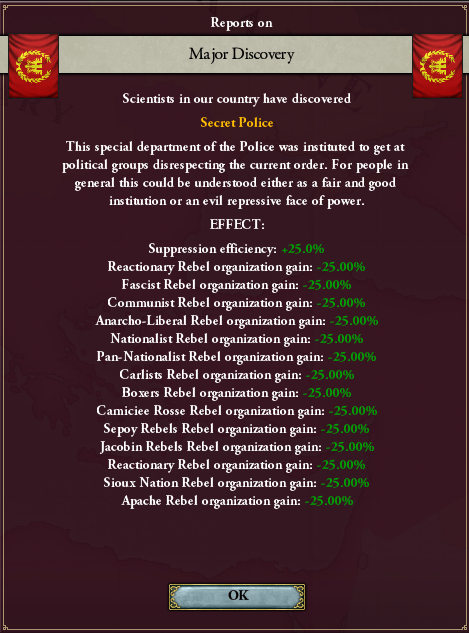 Reports on
Major Discovery
Scientists in our country have discovered
Secret Police
This special department of the Police was instituted to get at
political groups disrespecting the current order. For people in
general this could be understood either as a fair and good
institution or an evil repressive face of power.
EFFECT:
Suppression efficiency: +25.0%
Reactionary Rebel organization gain: -25.00%
Fascist Rebel organization gain: -25.00%
Communist Rebel organization gain: -25.00%
Anarcho-Liberal Rebel organization gain: -25.00%
Nationalist Rebel organization gain: -25.00%
Pan-Nationalist Rebel organization gain: -25.00%
Carlists Rebel organization gain: -25.00%
Boxers Rebel organization gain: -25.00%
Camiciee Rosse Rebel organization gain: -25.00%
Sepoy Rebels Rebel organization gain: -25.00%
Jacobin Rebels Rebel organization gain: -25.00%
Reactionary Rebel organization gain: -25.00%
Sioux Nation Rebel organization gain: -25.00%
Apache Rebel organization gain: -25.00%
OK